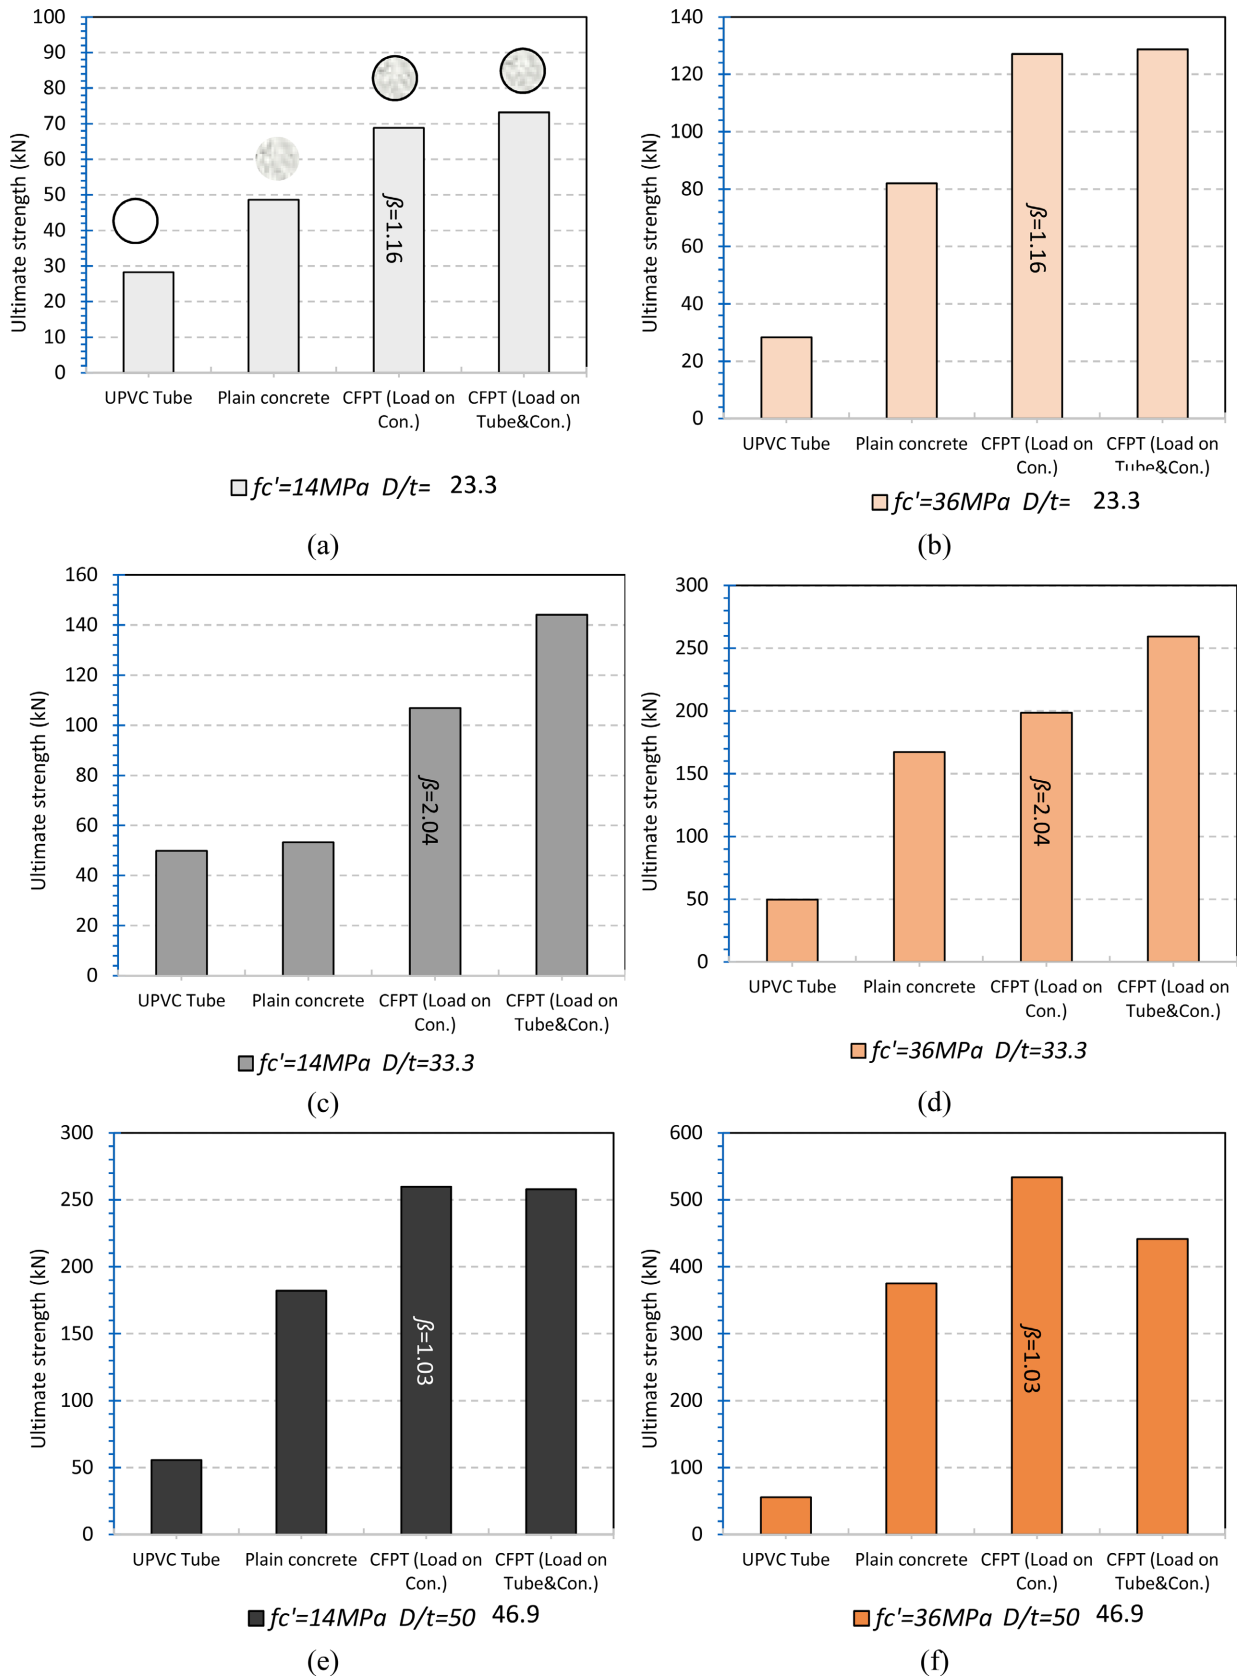 100
90
80
70
60
50
40
30
20
10
0
Ultimate strength (kN)
ß=1.16
UPVC Tube
Plain concrete
CFPT (Load on
Con.)
CFPT (Load on
Tube&Con.)
fc'=14MPa D/t= 23.3
(a)
140
120
100
80
60
40
20
0
Ultimate strength (kN)
ß=1.16
UPVC Tube
Plain concrete
CFPT (Load on
Con.)
CFPT (Load on
Tube&Con.)
fc'=36MPa D/t= 23.3
(b)
160
140
120
100
80
60
40
20
0
Ultimate strength (kN)
ß=2.04
UPVC Tube
Plain concrete
CFPT (Load on
Con.)
CFPT (Load on
Tube&Con.)
fc'=14MPa D/t=33.3
(c)
300
250
200
150
100
50
0
Ultimate strength (kN)
ß=2.04
UPVC Tube
Plain concrete
CFPT (Load on
Con.)
CFPT (Load on
Tube&Con.)
fc'=36MPa D/t=33.3
(d)
300
250
200
150
100
50
0
Ultimate strength (kN)
ß=1.03
UPVC Tube
Plain concrete
CFPT (Load on
Con.)
CFPT (Load on
Tube&Con.)
fc'=14MPa D/t=50 46.9
(e)
600
500
400
300
200
100
0
Ultimate strength (kN)
ß=1.03
UPVC Tube
Plain concrete
CFPT (Load on
Con.)
CFPT (Load on
Tube&Con.)
fc'=36MPa D/t=50 46.9
(f)